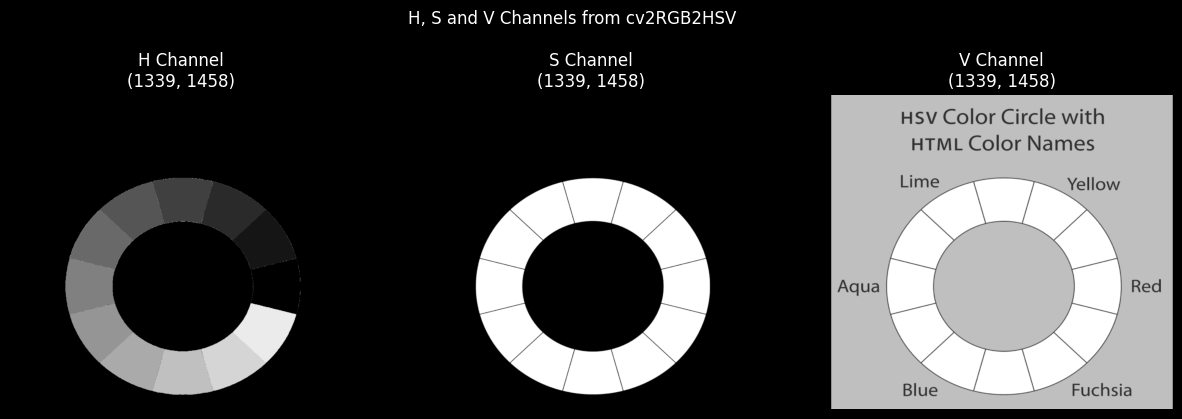 H, S and V Channels from cv2RGB2HSV
H Channel
(1339, 1458)
S Channel
(1339, 1458)
V Channel
(1339, 1458)
HSV Color Circle with
HTML Color Names
Lime
Yellow
Aqua
Red
Blue
Fuchsia